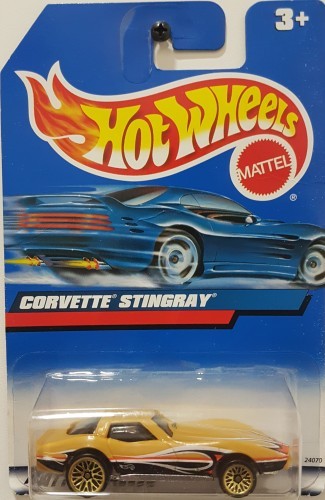 3+
HOT WHEELS
MATTEL
®
CORVETTE® STINGRAY®
24070